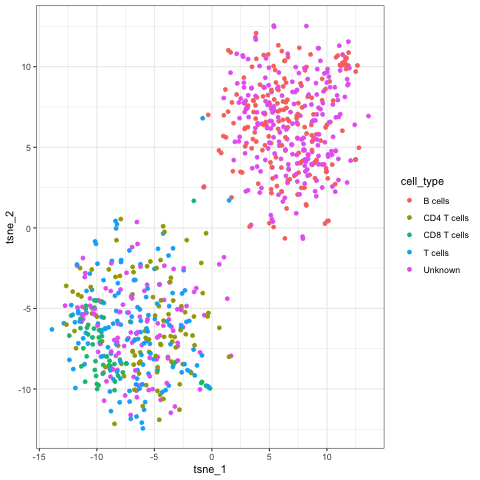 10
5
0
-5
-10
tsne_2
-15
-10
-5
0
5
10
tsne_1
cell_type
B cells
CD4 T cells
CD8 T cells
T cells
Unknown